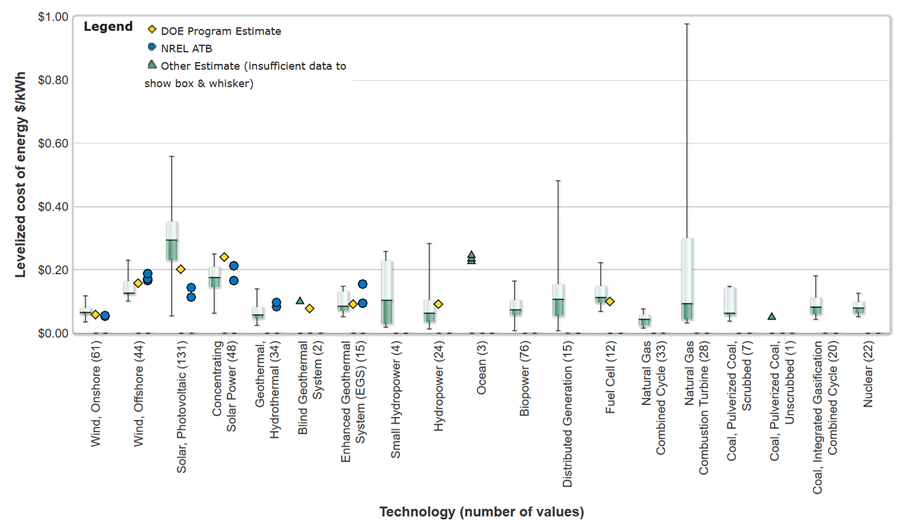 Legend
DOE Program Estimate
NREL ATB
Other Estimate (insufficient data to
show box & whisker)
Levelized cost of energy $/kWh
$1.00
$0.80
$0.60
$0.40
$0.20
$0.00
Wind, Onshore (61)
Wind, Offshore (44)
Solar, Photovoltaic (131)
Concentrating
Solar Power (48)
Geothermal,
Hydrothermal (34)
Blind Geothermal
System (2)
Enhanced Geothermal
System (EGS) (15)
Small Hydropower (4)
Hydropower (24)
Ocean (3)
Biopower (76)
Distributed Generation (15)
Fuel Cell (12)
Natural Gas
Combined Cycle (33)
Natural Gas
Combustion Turbine (28)
Coal, Pulverized Coal,
Scrubbed (7)
Coal, Pulverized Coal,
Unscrubbed (1)
Coal, Integrated Gasification
Combined Cycle (20)
Nuclear (22)
Technology (number of values)